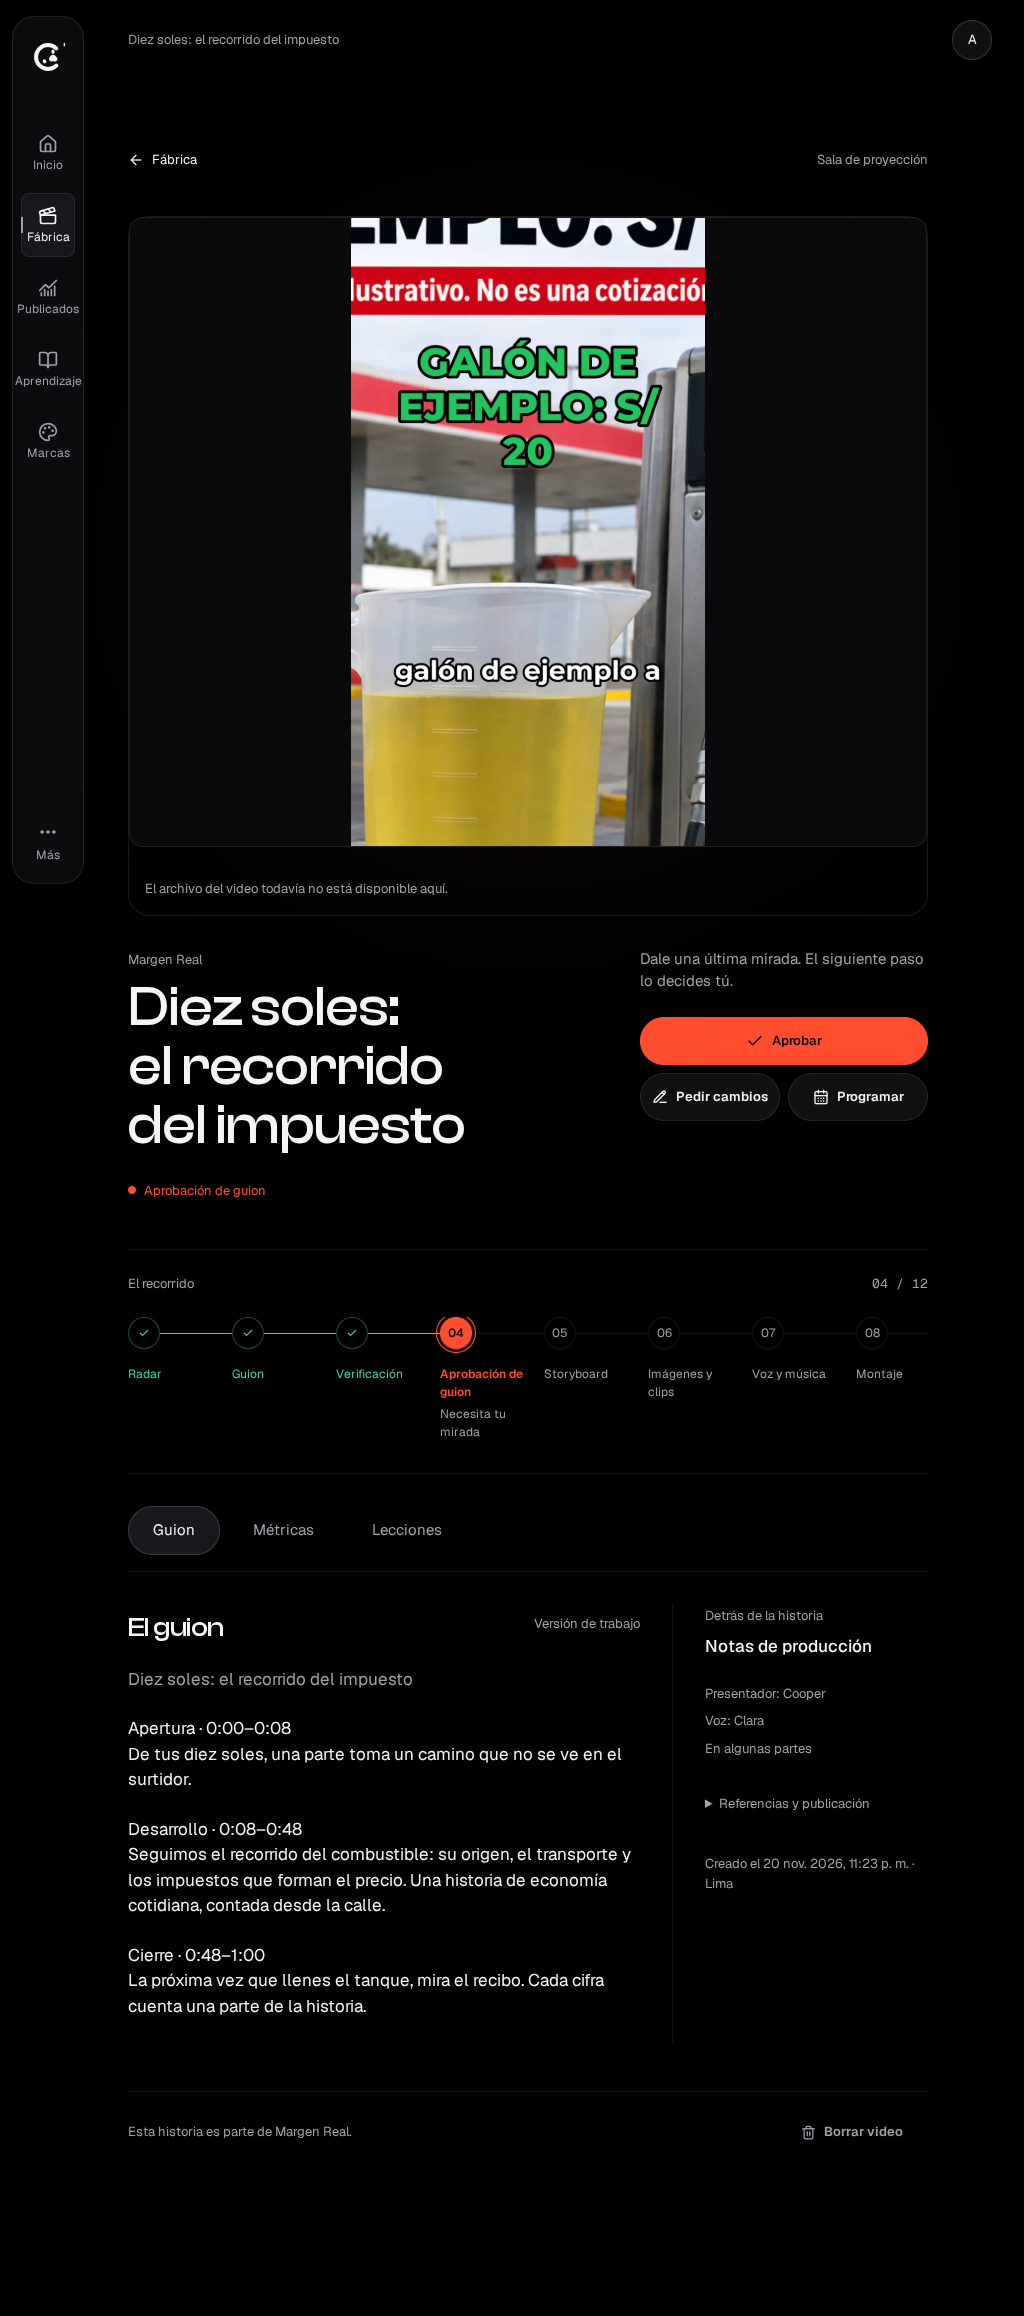 Diez soles: el recorrido del impuesto
A
Inicio
Fábrica
Publicados
Aprendizaje
Marcas
Más
Fábrica
Sala de proyección
EMPLO: S/
lustrativo. No es una cotización
GALÓN DE
EJEMPLO: S/
20
galón de ejemplo a
El archivo del video todavía no está disponible aquí.
Margen Real
Diez soles:
el recorrido
del impuesto
Aprobación de guion
Dale una última mirada. El siguiente paso
lo decides tú.
Aprobar
Pedir cambios
Programar
El recorrido
04 / 12
04
05
06
07
08
Radar
Guion
Verificación
Aprobación de
guion
Necesita tu
mirada
Storyboard
Imágenes y
clips
Voz y música
Montaje
Guion
Métricas
Lecciones
El guion
Versión de trabajo
Diez soles: el recorrido del impuesto
Apertura · 0:00–0:08
De tus diez soles, una parte toma un camino que no se ve en el
surtidor.
Desarrollo · 0:08–0:48
Seguimos el recorrido del combustible: su origen, el transporte y
los impuestos que forman el precio. Una historia de economía
cotidiana, contada desde la calle.
Cierre · 0:48–1:00
La próxima vez que llenes el tanque, mira el recibo. Cada cifra
cuenta una parte de la historia.
Detrás de la historia
Notas de producción
Presentador: Cooper
Voz: Clara
En algunas partes
Referencias y publicación
Creado el 20 nov. 2026, 11:23 p. m. ·
Lima
Esta historia es parte de Margen Real.
Borrar video